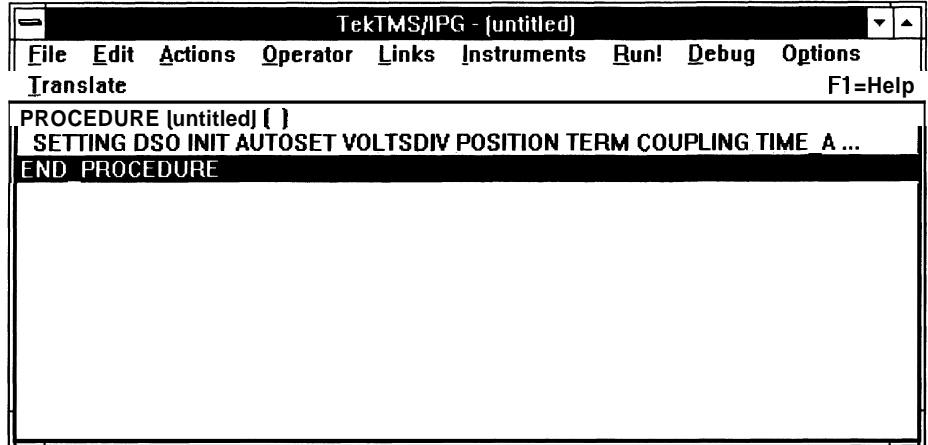 TekTMS/IPG - (untitled)
File Edit Actions Operator Links Instruments Run! Debug Options
Translate F1=Help
PROCEDURE (untitled) ( )
SETTING DSO INIT AUTOSET VOLTSDIV POSITION TERM COUPLING TIME_A ...
END PROCEDURE